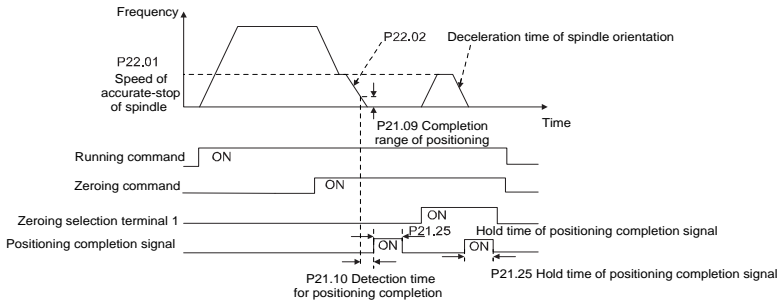 Frequency
P22.02
Deceleration time of spindle orientation
P22.01
Speed of
accurate-stop
of spindle
Time
P21.09 Completion
range of positioning
Running command
ON
Zeroing command
ON
Zeroing selection terminal 1
ON
P21.25
Hold time of positioning completion signal
Positioning completion signal
ON
ON
P21.10 Detection time
for positioning completion
P21.25 Hold time of positioning completion signal